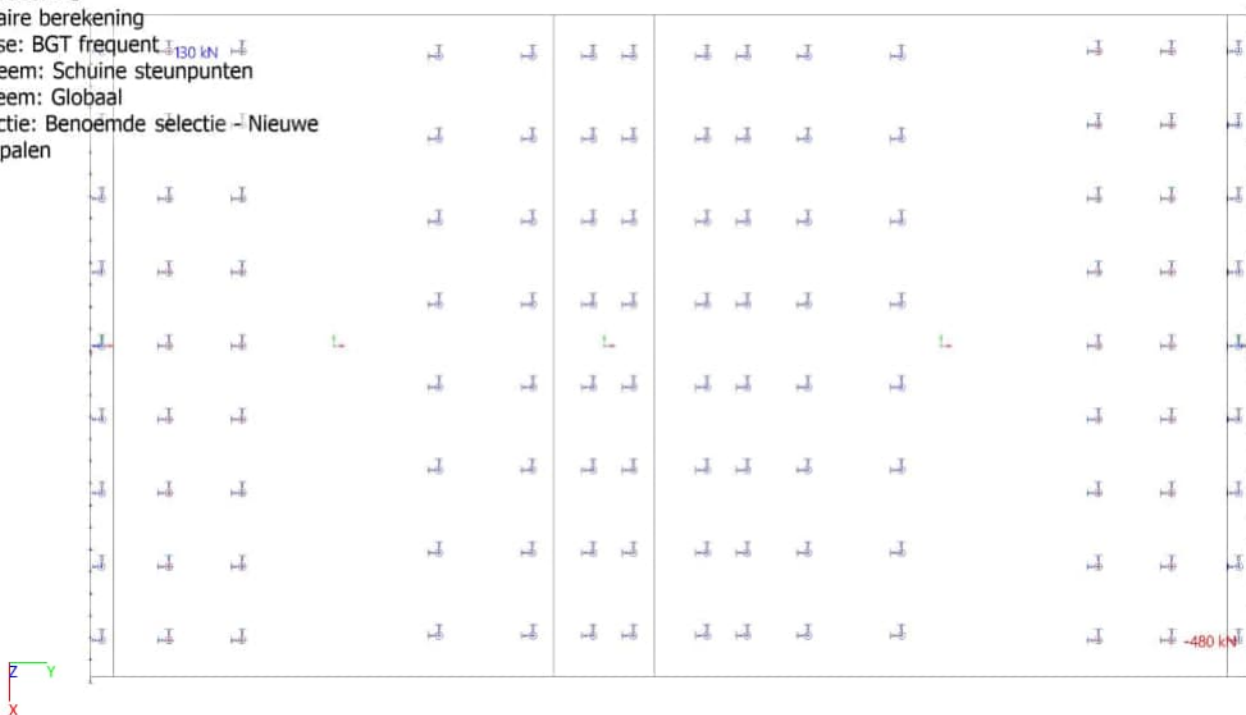 aire berekening
se: BGT frequent
130 kN
eem: Schuine steunpunten
eem: Globaal
ctie: Benoemde selectie - Nieuwe
palen
-480 kN
Z Y
X